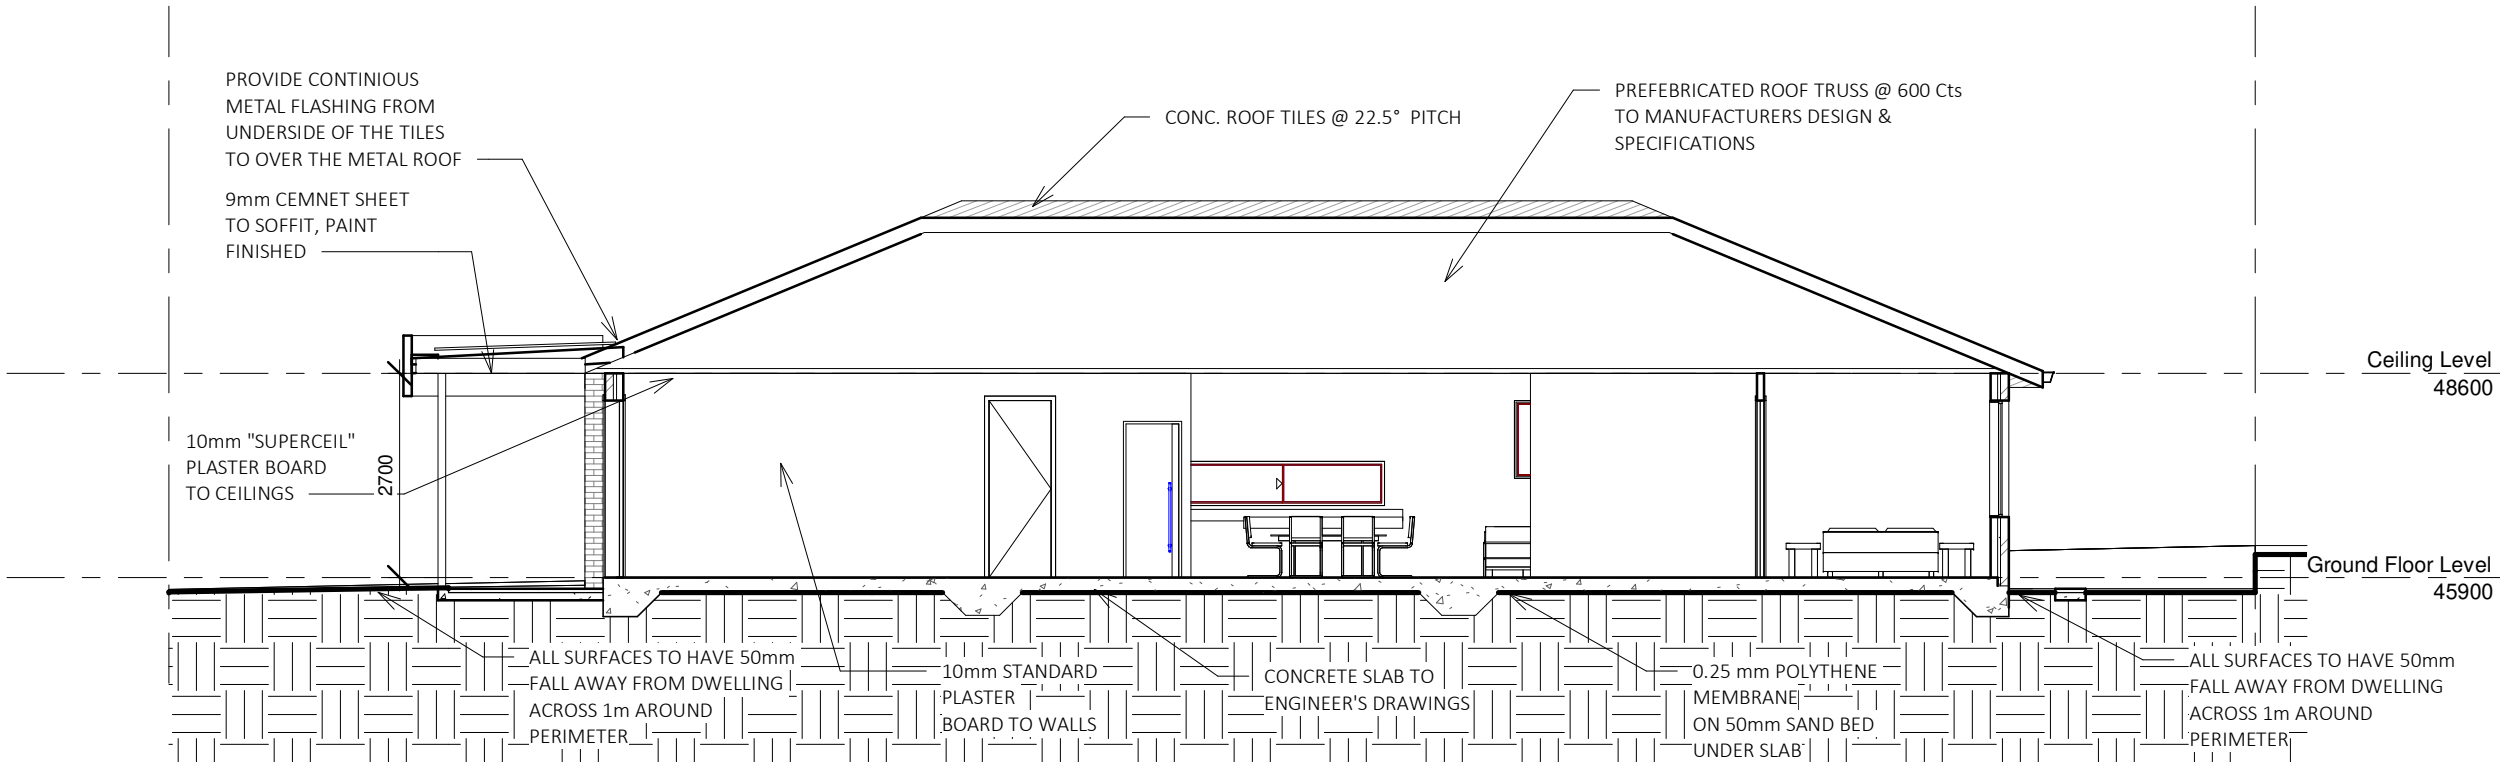 PROVIDE CONTINIOUS
METAL FLASHING FROM
UNDERSIDE OF THE TILES
TO OVER THE METAL ROOF
9mm CEMNET SHEET
TO SOFFIT, PAINT
FINISHED
CONC. ROOF TILES @ 22.5° PITCH
PREFEBRICATED ROOF TRUSS @ 600 Cts
TO MANUFACTURERS DESIGN &
SPECIFICATIONS
Ceiling Level
48600
10mm "SUPERCEIL"
PLASTER BOARD
TO CEILINGS
2700
Ground Floor Level
45900
ALL SURFACES TO HAVE 50mm
FALL AWAY FROM DWELLING
ACROSS 1m AROUND
PERIMETER
10mm STANDARD
PLASTER
BOARD TO WALLS
CONCRETE SLAB TO
ENGINEER'S DRAWINGS
0.25 mm POLYTHENE
MEMBRANE
ON 50mm SAND BED
UNDER SLAB
ALL SURFACES TO HAVE 50mm
FALL AWAY FROM DWELLING
ACROSS 1m AROUND
PERIMETER